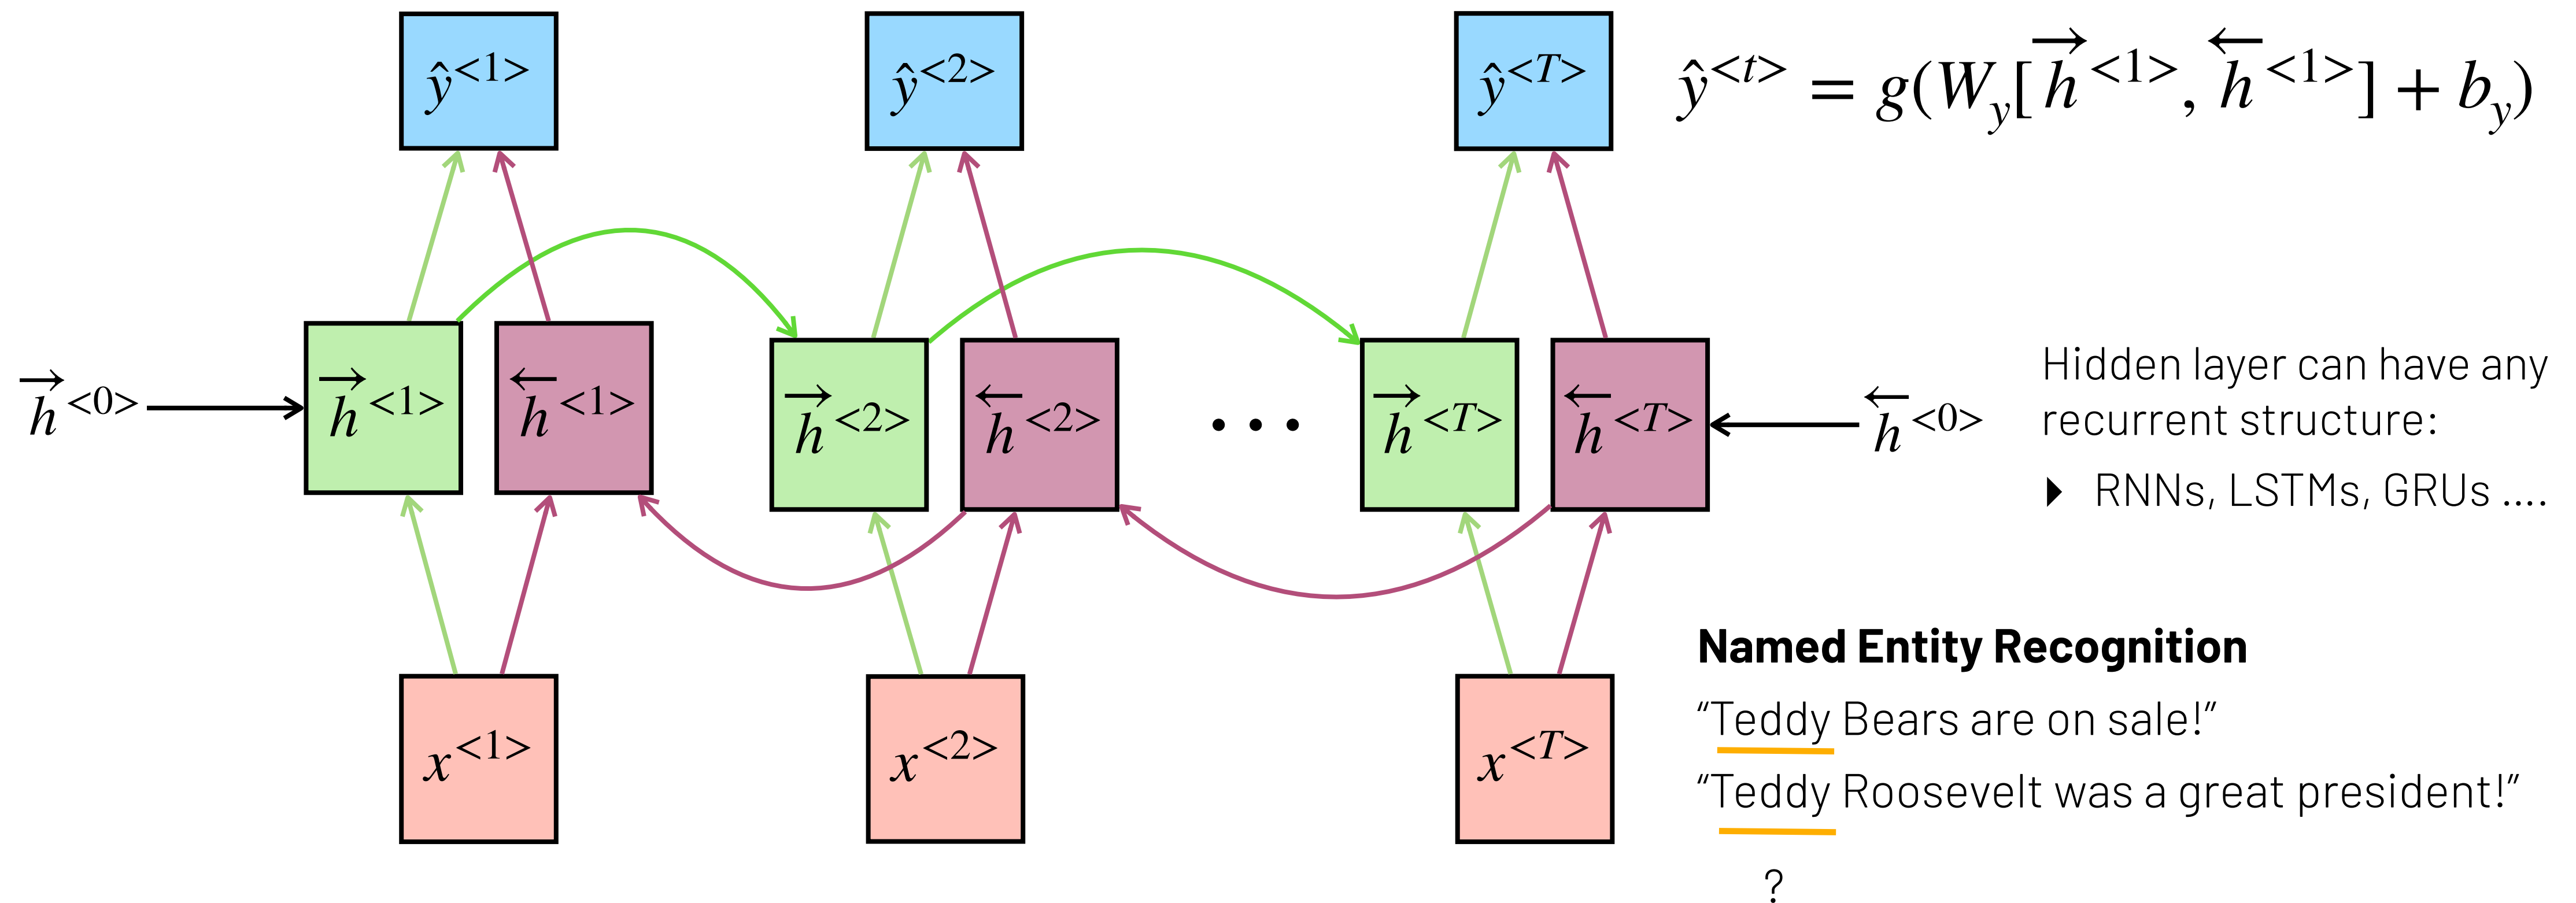 ŷ<1>
ŷ<2>
ŷ<T>
ŷ<t> = g(W_y[→h<1>, ←h<1>] + b_y)
→h<0>
→h<1>
←h<1>
→h<2>
←h<2>
...
→h<T>
←h<T>
←h<0>
Hidden layer can have any
recurrent structure:
▸ RNNs, LSTMs, GRUs ....
x<1>
x<2>
x<T>
Named Entity Recognition
“Teddy Bears are on sale!”
“Teddy Roosevelt was a great president!”
?